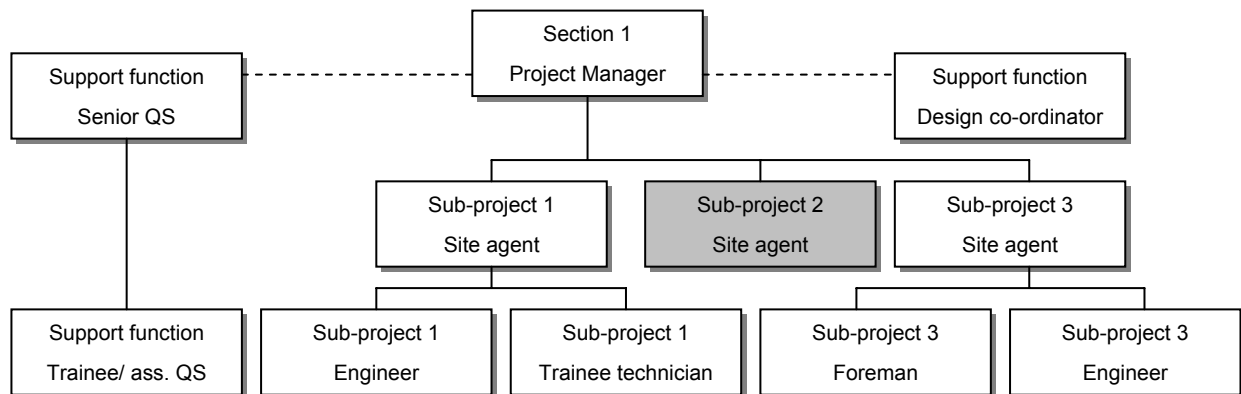 Section 1
Project Manager
Support function
Senior QS
Support function
Design co-ordinator
Sub-project 1
Site agent
Sub-project 2
Site agent
Sub-project 3
Site agent
Support function
Trainee/ ass. QS
Sub-project 1
Engineer
Sub-project 1
Trainee technician
Sub-project 3
Foreman
Sub-project 3
Engineer